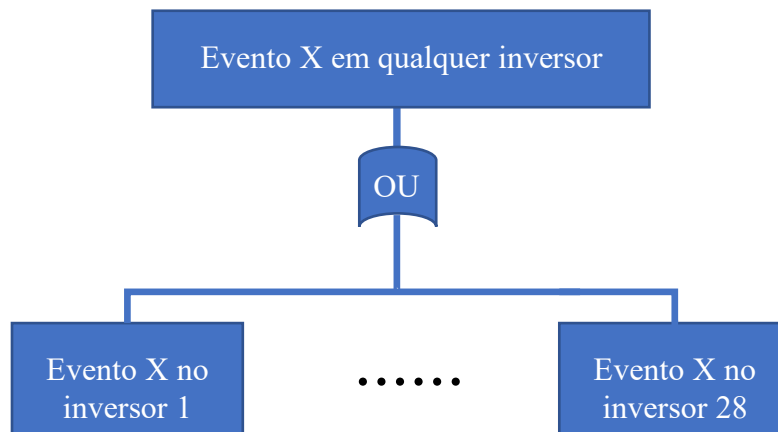 Evento X em qualquer inversor
OU
Evento X no
inversor 1
......
Evento X no
inversor 28